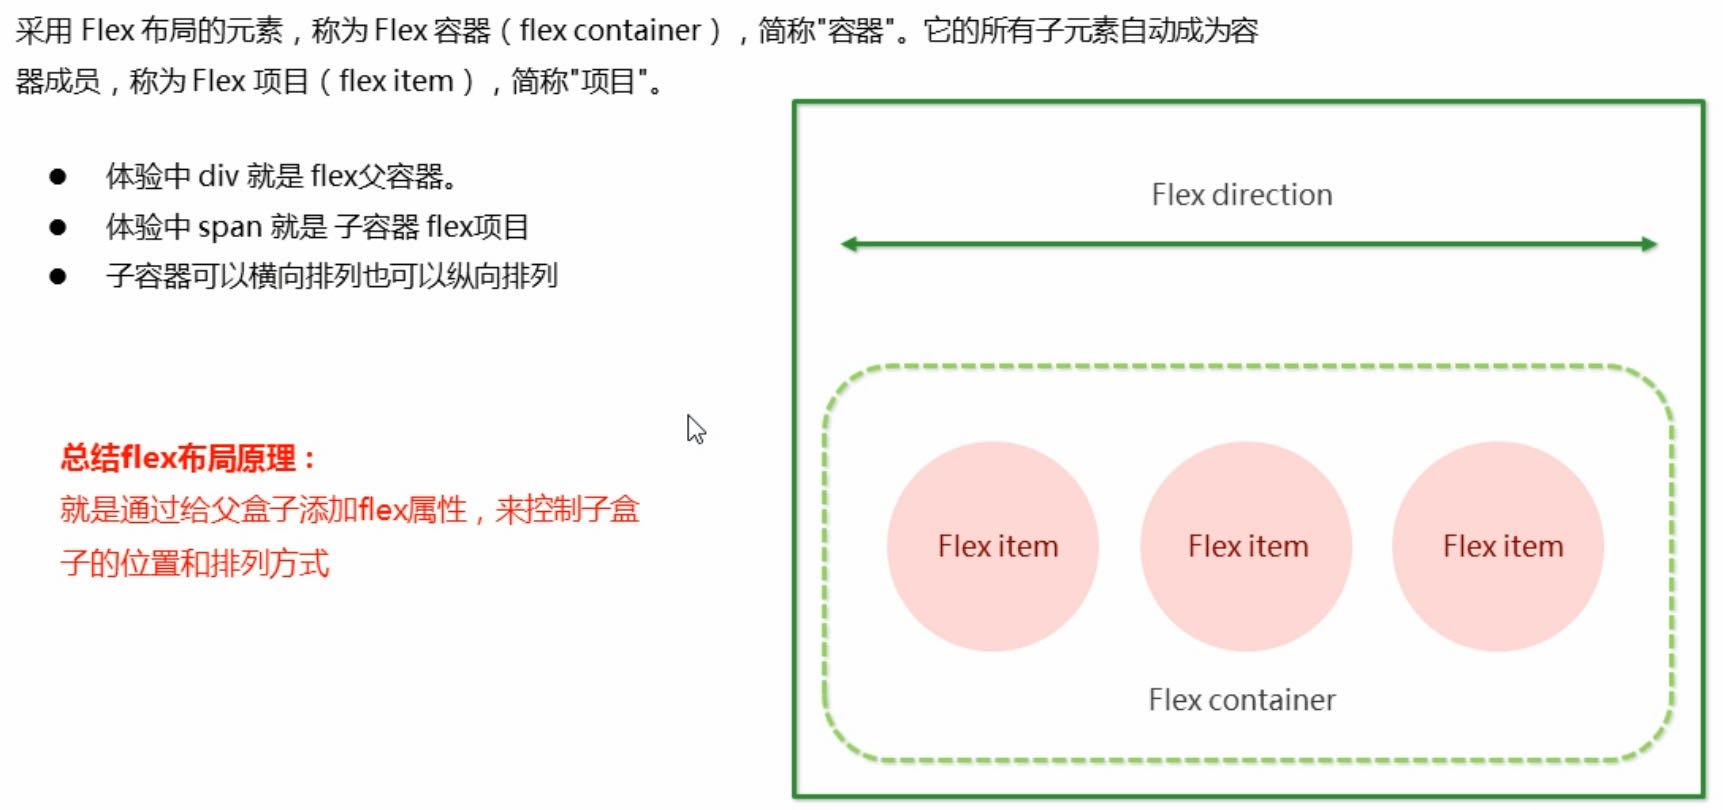 采用 Flex 布局的元素，称为 Flex 容器（flex container），简称"容器"。它的所有子元素自动成为容
器成员，称为 Flex 项目（flex item），简称"项目"。
● 体验中 div 就是 flex父容器。
● 体验中 span 就是 子容器 flex项目
● 子容器可以横向排列也可以纵向排列
总结flex布局原理：
就是通过给父盒子添加flex属性，来控制子盒
子的位置和排列方式
Flex direction
Flex item Flex item Flex item
Flex container